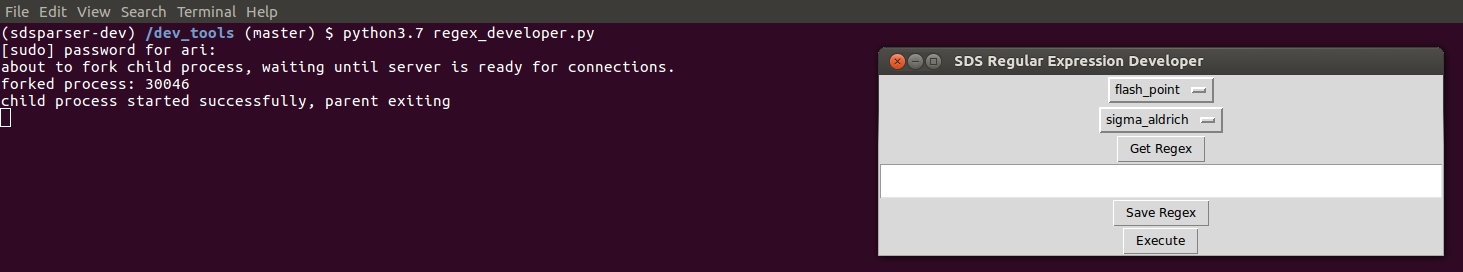 File Edit View Search Terminal Help
(sdsparser-dev) /dev_tools (master) $ python3.7 regex_developer.py
[sudo] password for ari:
about to fork child process, waiting until server is ready for connections.
forked process: 30046
child process started successfully, parent exiting
SDS Regular Expression Developer
flash_point
sigma_aldrich
Get Regex
Save Regex
Execute